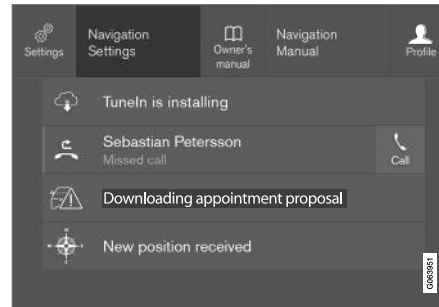 Settings
Navigation
Settings
Owner's
manual
Navigation
Manual
Profile
TuneIn is installing
Sebastian Petersson
Missed call
Call
Downloading appointment proposal
New position received
G063951